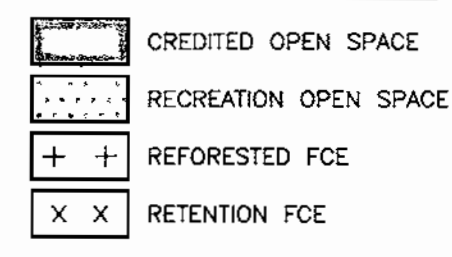 CREDITED OPEN SPACE
RECREATION OPEN SPACE
+ + REFORESTED FCE
X X RETENTION FCE